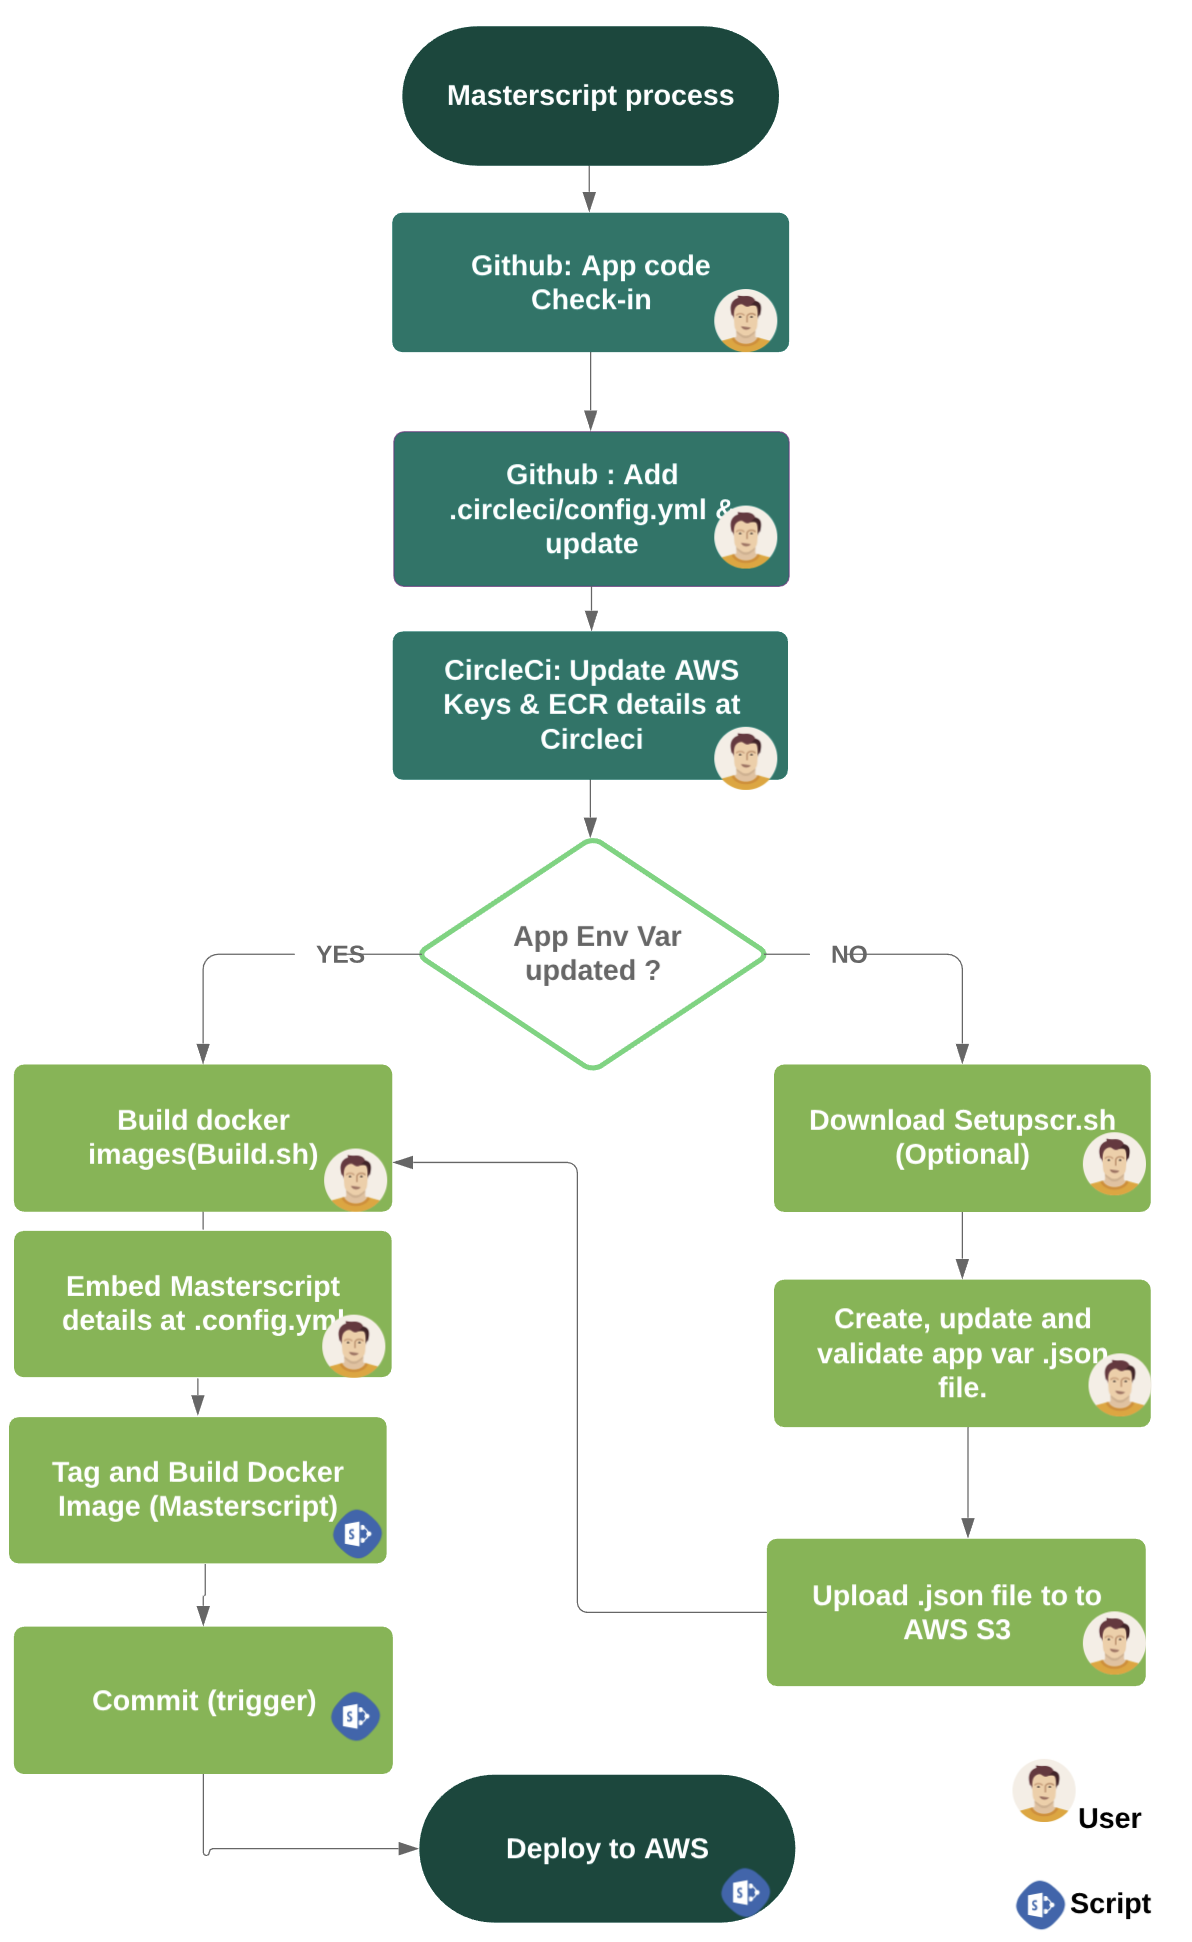 Masterscript process
Github: App code
Check-in
Github : Add
.circleci/config.yml &
update
CircleCi: Update AWS
Keys & ECR details at
Circleci
App Env Var
updated ?
YES
NO
Build docker
images(Build.sh)
Embed Masterscript
details at .config.yml
Tag and Build Docker
Image (Masterscript)
Commit (trigger)
Download Setupscr.sh
(Optional)
Create, update and
validate app var .json
file.
Upload .json file to to
AWS S3
Deploy to AWS
User
Script